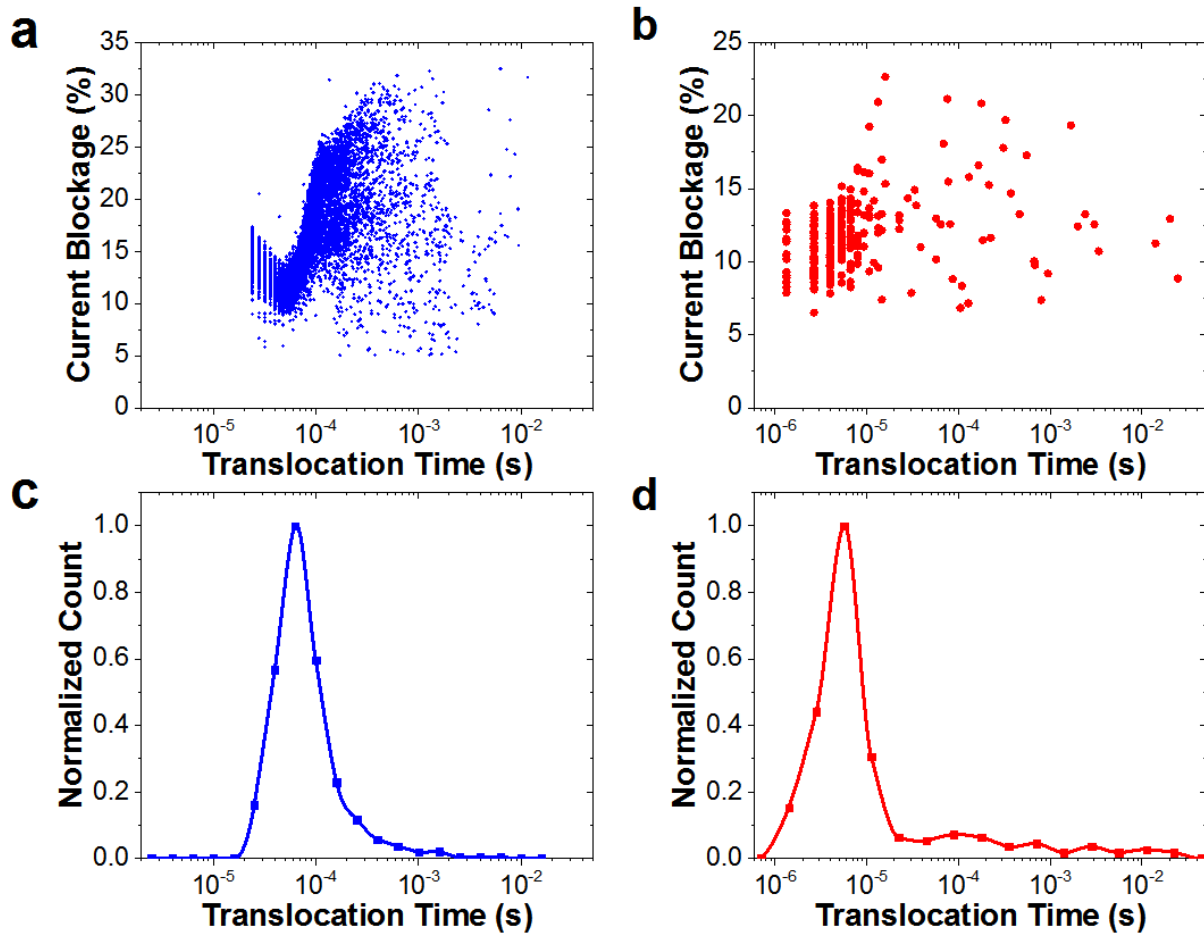 a
Current Blockage (%)
35
30
25
20
15
10
5
0
10-5 10-4 10-3 10-2
Translocation Time (s)
b
Current Blockage (%)
25
20
15
10
5
0
10-6 10-5 10-4 10-3 10-2
Translocation Time (s)
c
Normalized Count
1.0
0.8
0.6
0.4
0.2
0.0
10-5 10-4 10-3 10-2
Translocation Time (s)
d
Normalized Count
1.0
0.8
0.6
0.4
0.2
0.0
10-6 10-5 10-4 10-3 10-2
Translocation Time (s)